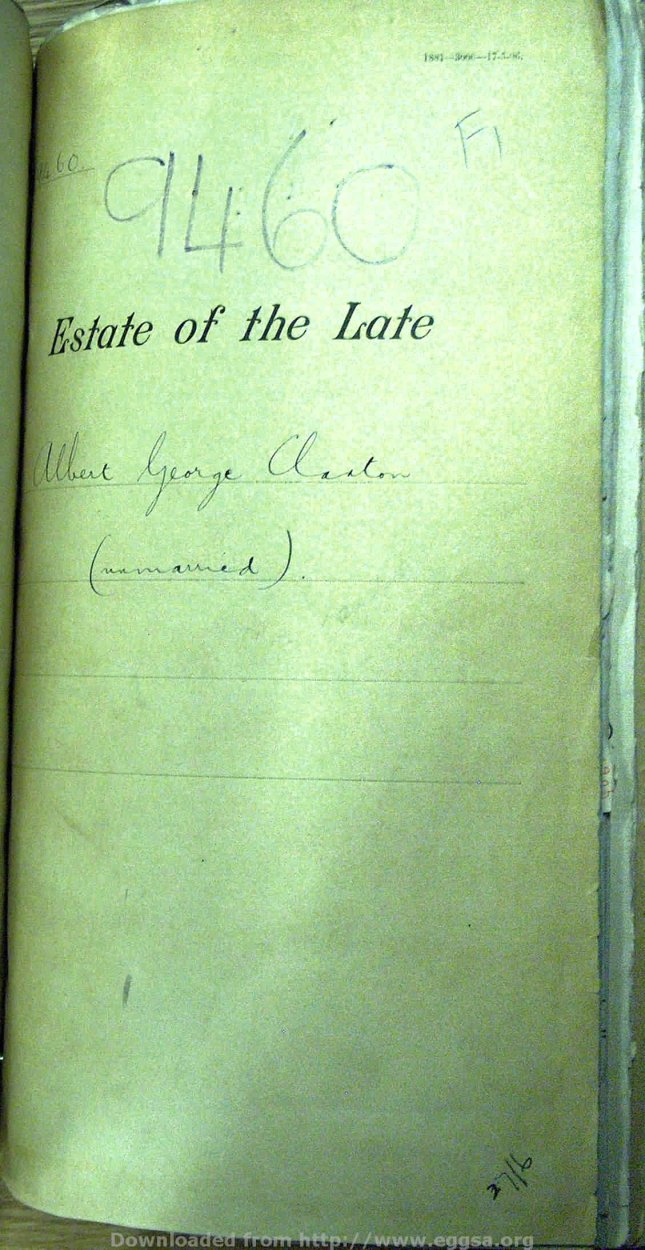 1881—3000—17.5.06.
9460 F1
9460.
Estate of the Late
Albert George Claxton
(unmarried).
27/6
Downloaded from http://www.eggsa.org